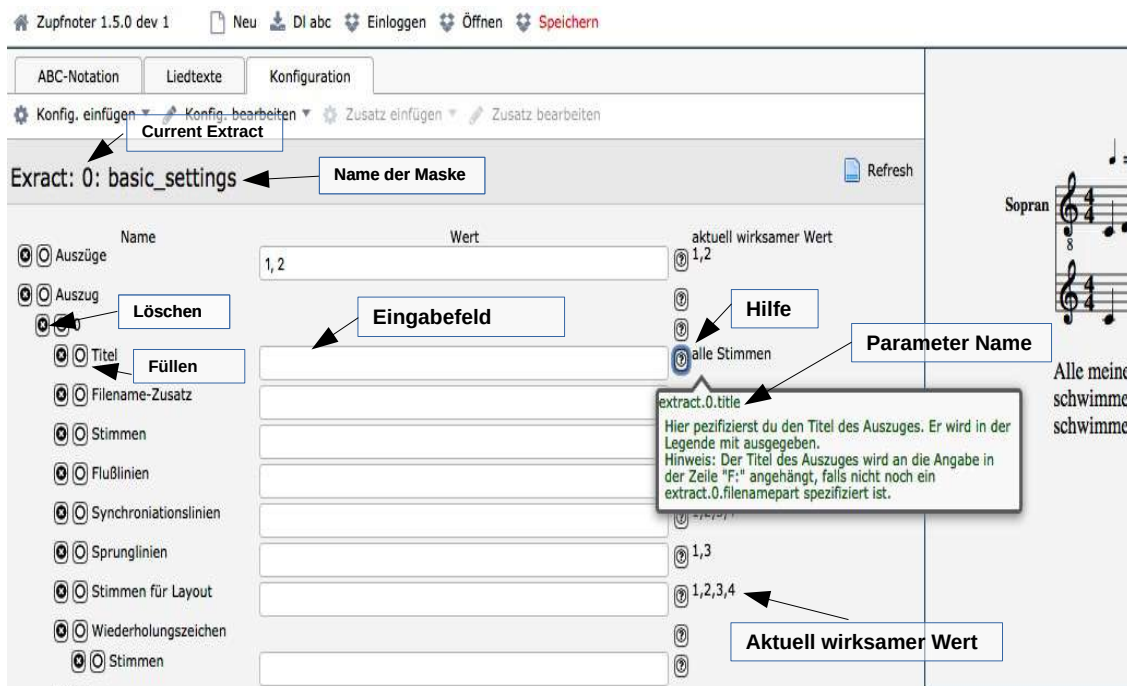 Zupfnoter 1.5.0 dev 1 Neu Dl abc Einloggen Öffnen Speichern
ABC-Notation Liedtexte Konfiguration
Konfig. einfügen Konfig. bearbeiten Zusatz einfügen Zusatz bearbeiten
Current Extract
Exract: 0: basic_settings Name der Maske Refresh
Sopran
8
Name Wert aktuell wirksamer Wert
Auszüge 1, 2 1,2
Auszug
Löschen Eingabefeld Hilfe
0
Titel alle Stimmen Parameter Name
Füllen
Filename-Zusatz
extract.0.title
Hier pezifizierst du den Titel des Auszuges. Er wird in der
Legende mit ausgegeben.
Hinweis: Der Titel des Auszuges wird an die Angabe in
der Zeile "F:" angehängt, falls nicht noch ein
extract.0.filenamepart spezifiziert ist.
Alle meine
schwimme
schwimme
Stimmen
Flußlinien
Synchroniationslinien 1,2,3,4
Sprunglinien 1,3
Stimmen für Layout 1,2,3,4
Wiederholungszeichen
Aktuell wirksamer Wert
Stimmen